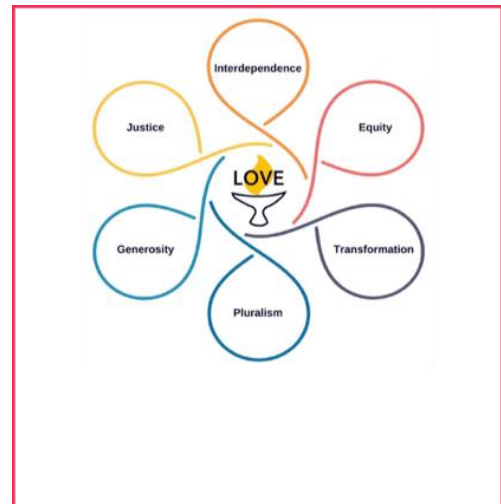 Interdependence
Justice
Equity
LOVE
Generosity
Transformation
Pluralism